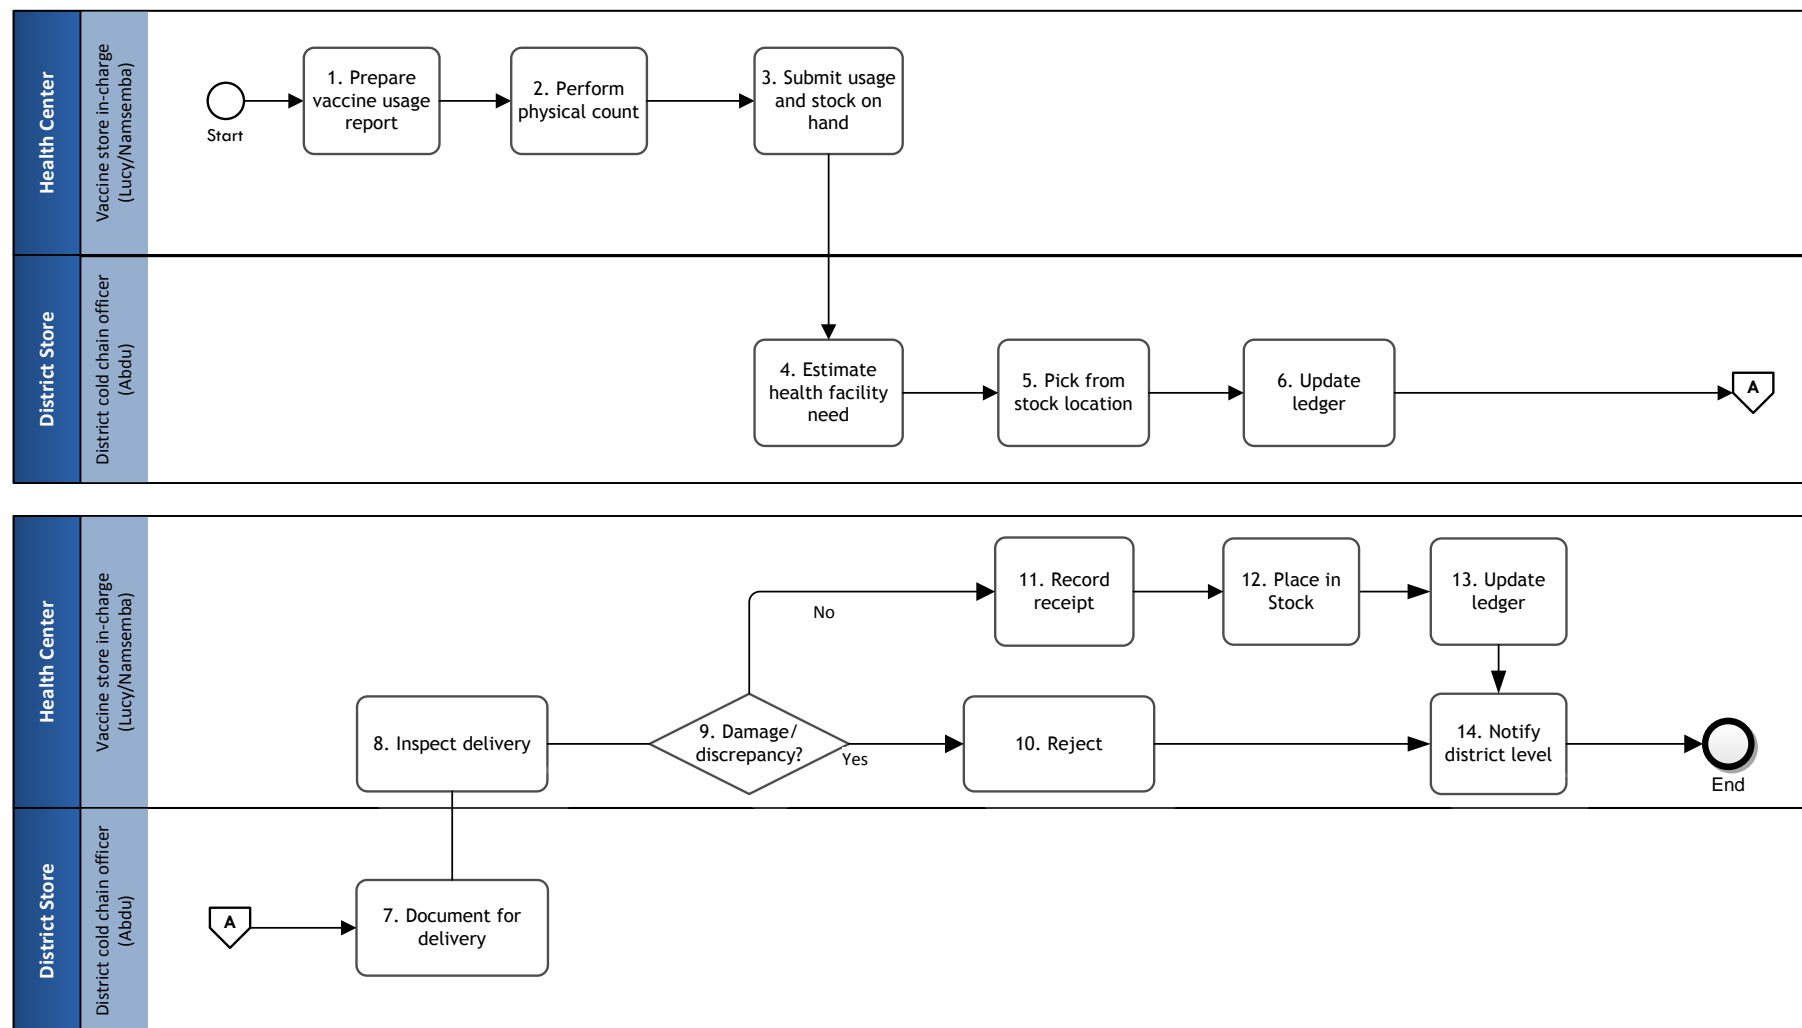 Health Center
Vaccine store in-charge
(Lucy/Namsemba)
Start
1. Prepare
vaccine usage
report
2. Perform
physical count
3. Submit usage
and stock on
hand
District Store
District cold chain officer
(Abdu)
4. Estimate
health facility
need
5. Pick from
stock location
6. Update
ledger
A
Health Center
Vaccine store in-charge
(Lucy/Namsemba)
11. Record
receipt
12. Place in
Stock
13. Update
ledger
No
8. Inspect delivery
9. Damage/
discrepancy?
Yes
10. Reject
14. Notify
district level
End
District Store
District cold chain officer
(Abdu)
A
7. Document for
delivery